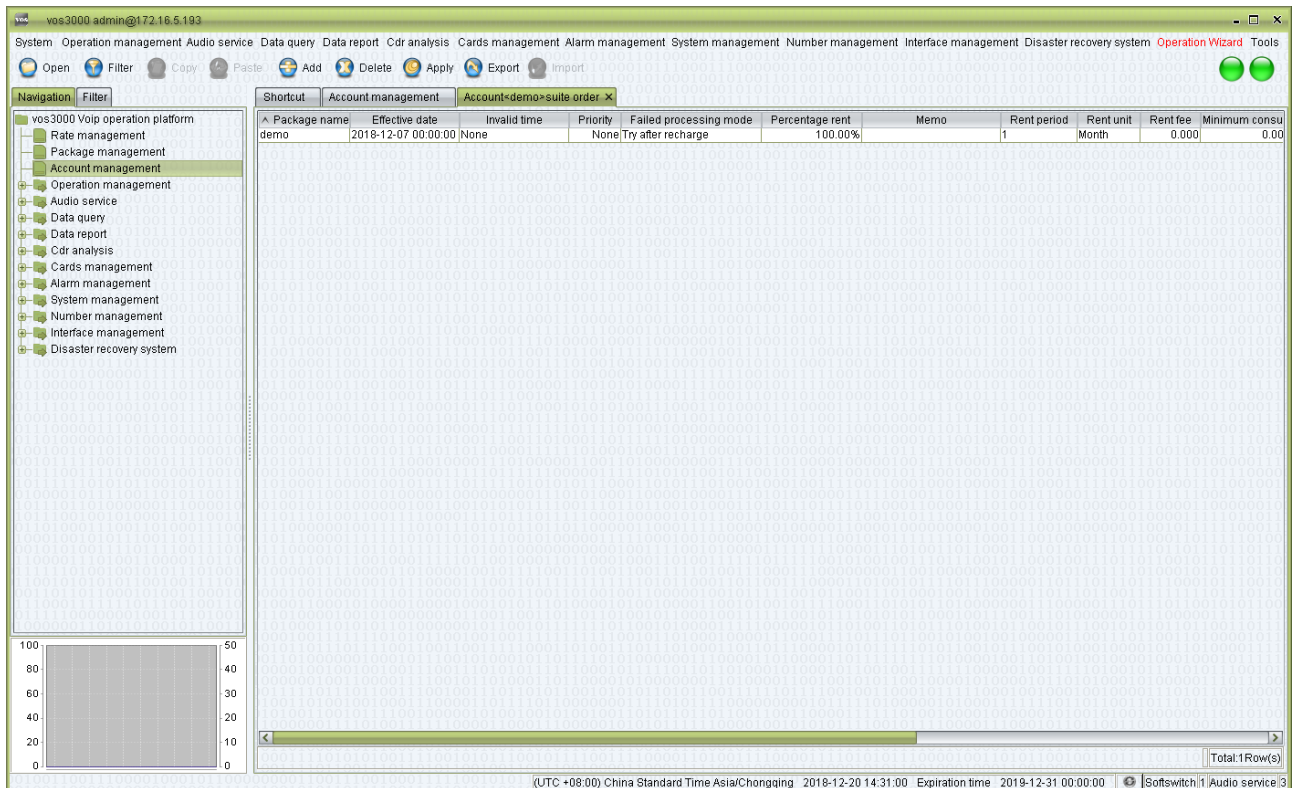 vos vos3000 admin@172.16.5.193
System Operation management Audio service Data query Data report Cdr analysis Cards management Alarm management System management Number management Interface management Disaster recovery system Operation Wizard Tools
Open Filter Copy Paste Add Delete Apply Export Import
Navigation Filter
Shortcut Account management Account<demo>suite order ×
vos3000 Voip operation platform
Rate management
Package management
Account management
Operation management
Audio service
Data query
Data report
Cdr analysis
Cards management
Alarm management
System management
Number management
Interface management
Disaster recovery system
Package name Effective date Invalid time Priority Failed processing mode Percentage rent Memo Rent period Rent unit Rent fee Minimum consu
demo 2018-12-07 00:00:00 None None Try after recharge 100.00% 1 Month 0.000 0.00
100 50
80 40
60 30
40 20
20 10
0 0
Total:1Row(s)
(UTC +08:00) China Standard Time Asia/Chongqing 2018-12-20 14:31:00 Expiration time 2019-12-31 00:00:00 Softswitch 1 Audio service 3